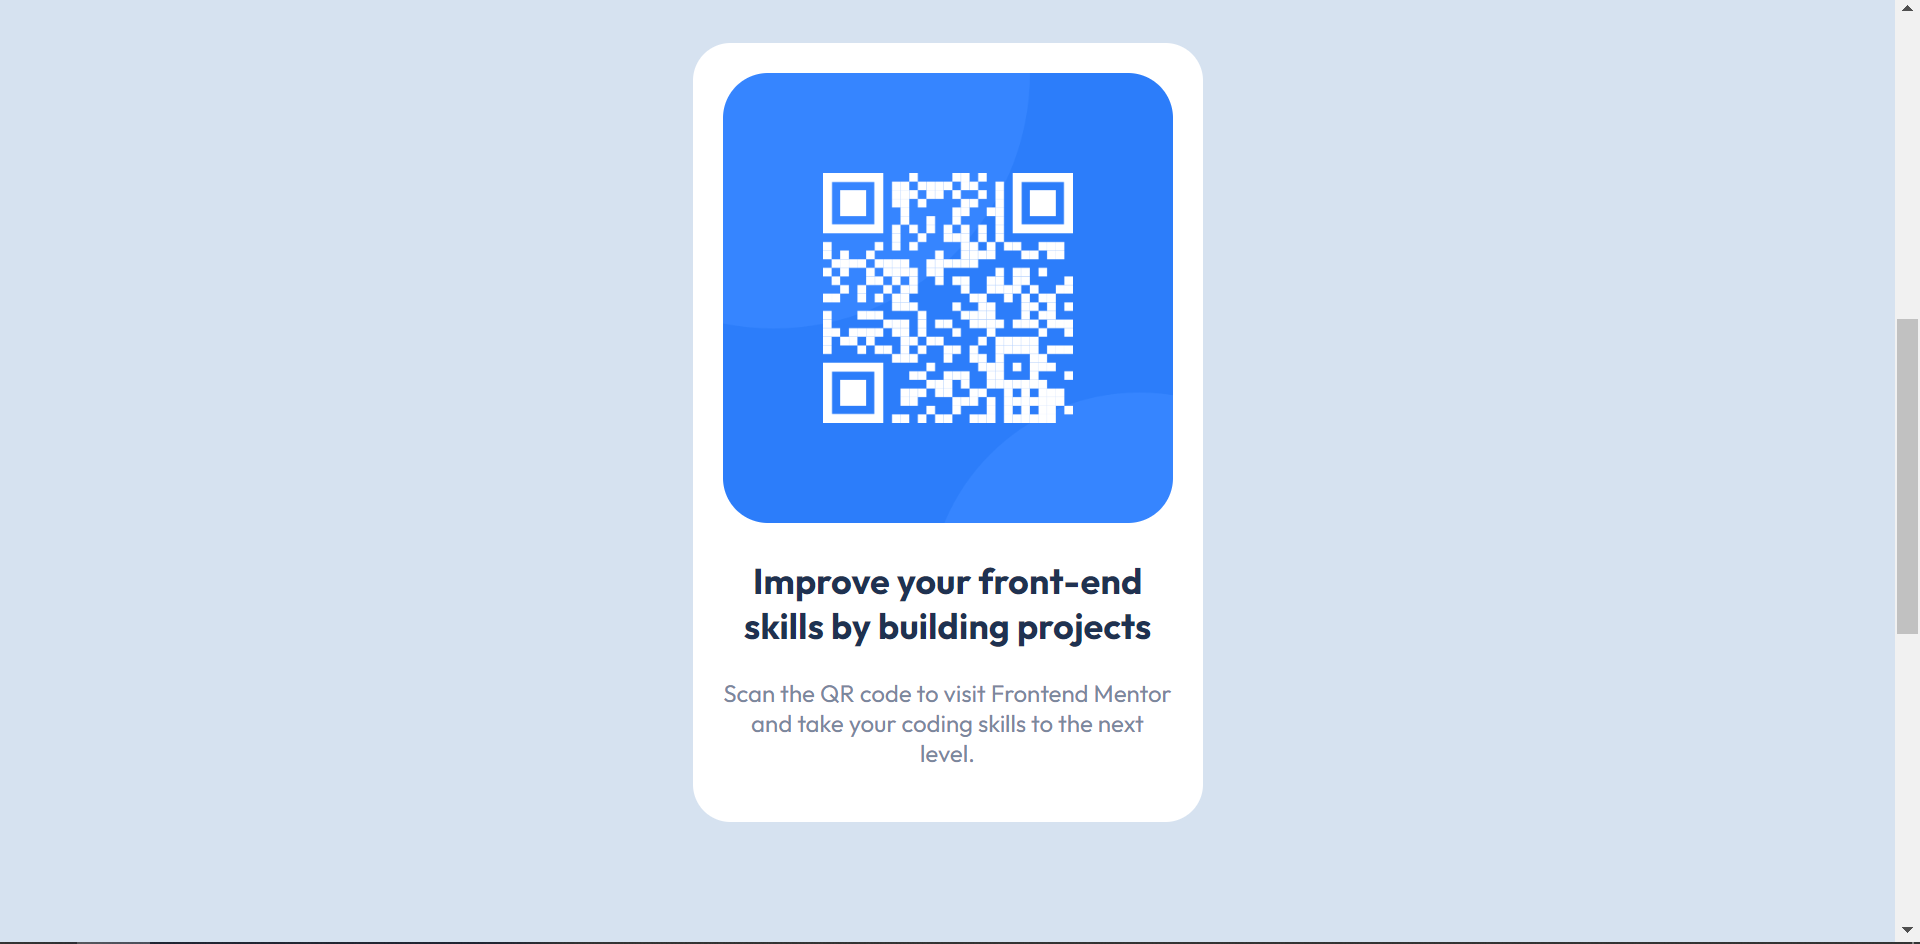 Improve your front-end
skills by building projects
Scan the QR code to visit Frontend Mentor
and take your coding skills to the next
level.